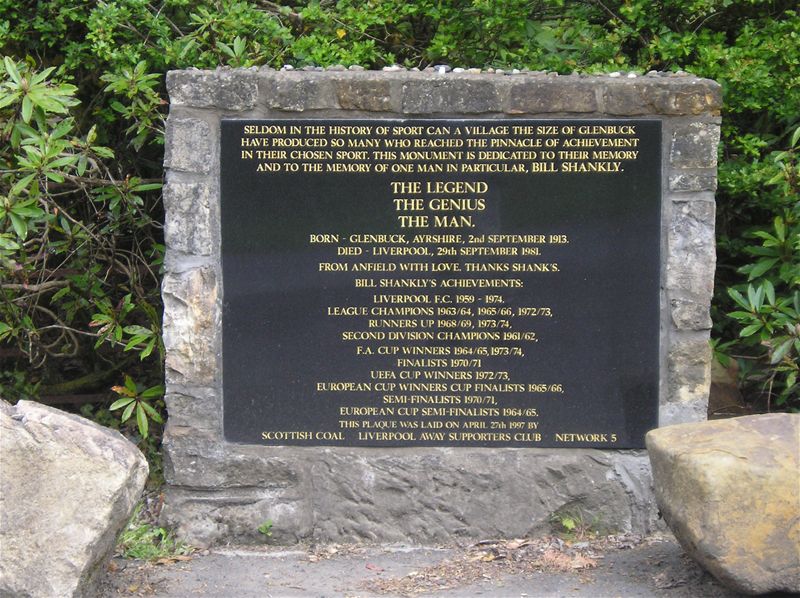 SELDOM IN THE HISTORY OF SPORT CAN A VILLAGE THE SIZE OF GLENBUCK
HAVE PRODUCED SO MANY WHO REACHED THE PINNACLE OF ACHIEVEMENT
IN THEIR CHOSEN SPORT. THIS MONUMENT IS DEDICATED TO THEIR MEMORY
AND TO THE MEMORY OF ONE MAN IN PARTICULAR, BILL SHANKLY.
THE LEGEND
THE GENIUS
THE MAN.
BORN - GLENBUCK, AYRSHIRE, 2nd SEPTEMBER 1913.
DIED - LIVERPOOL, 29th SEPTEMBER 1981.
FROM ANFIELD WITH LOVE. THANKS SHANK'S.
BILL SHANKLY'S ACHIEVEMENTS:
LIVERPOOL F.C. 1959 - 1974.
LEAGUE CHAMPIONS 1963/64, 1965/66, 1972/73,
RUNNERS UP 1968/69, 1973/74,
SECOND DIVISION CHAMPIONS 1961/62,
F.A. CUP WINNERS 1964/65,1973/74,
FINALISTS 1970/71
UEFA CUP WINNERS 1972/73,
EUROPEAN CUP WINNERS CUP FINALISTS 1965/66,
SEMI-FINALISTS 1970/71,
EUROPEAN CUP SEMI-FINALISTS 1964/65.
THIS PLAQUE WAS LAID ON APRIL 27th 1997 BY
SCOTTISH COAL LIVERPOOL AWAY SUPPORTERS CLUB NETWORK 5